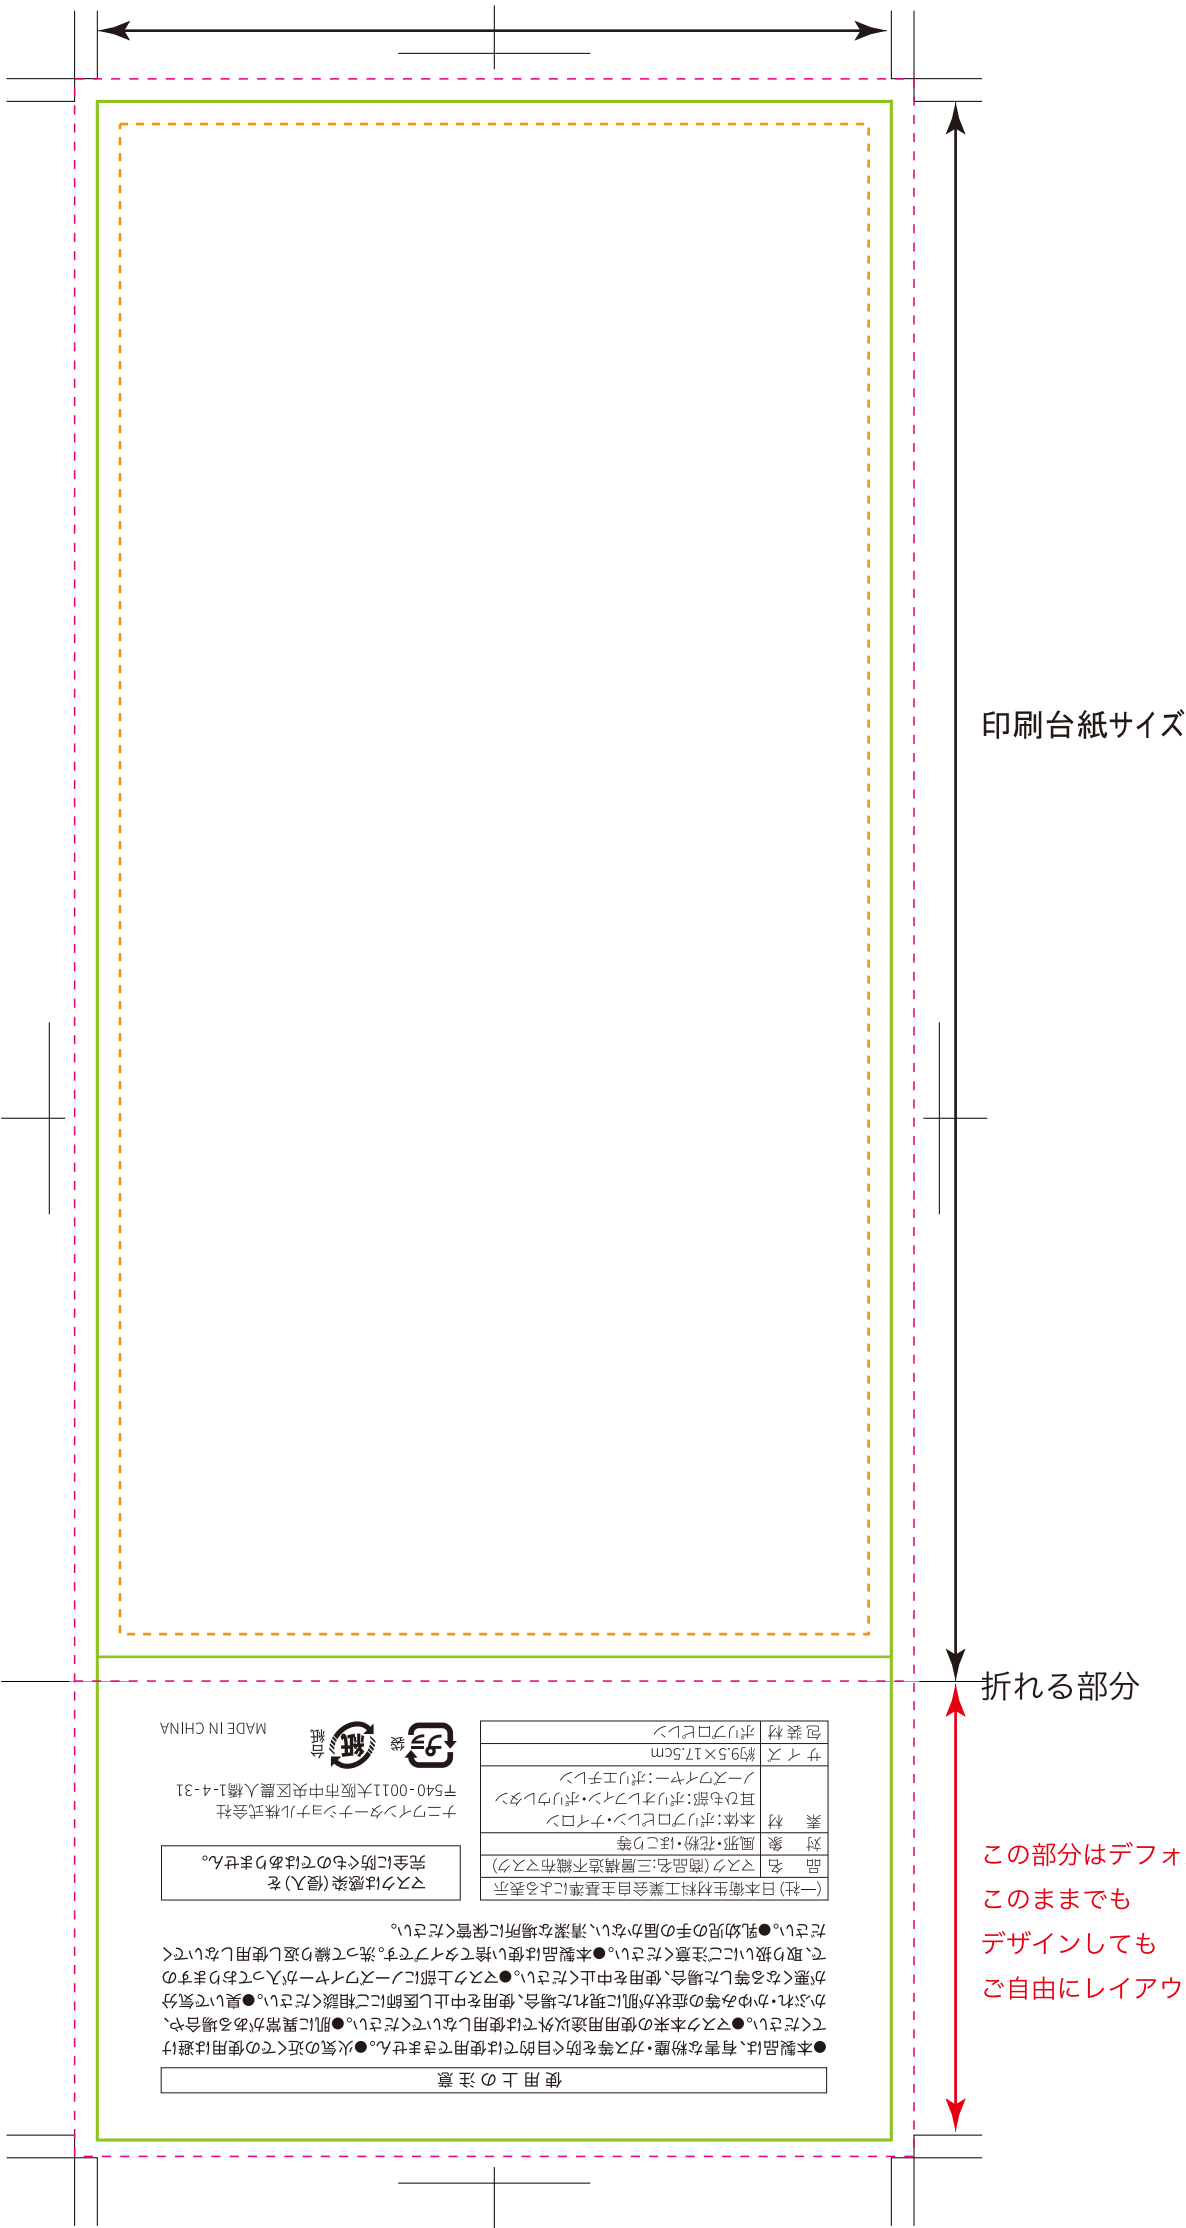 印刷台紙サイズ
折れる部分
この部分はデフォ
このままでも
デザインしても
ご自由にレイアウ
使用上の注意
●本製品は、有害な粉塵・ガス等を防ぐ目的では使用できません。●火気の近くでの使用は避け
てください。●マスク本来の使用用途以外では使用しないでください。●肌に異常がある場合や、
かぶれ・かゆみ等の症状が肌に現れた場合、使用を中止し医師にご相談ください。●臭いで気分
が悪くなる等した場合、使用を中止ください。●マスク上部にノーズワイヤーが入っておりますの
で、取り扱いにご注意ください。●本製品は使い捨てタイプです。洗って繰り返し使用しないでく
ださい。●乳幼児の手の届かない、清潔な場所に保管ください。
(一社)日本衛生材料工業会自主基準による表示
品名 マスク(商品名:三層構造不織布マスク)
対象 風邪・花粉・ほこり等
素材 本体:ポリプロピレン・ナイロン
耳ひも部:ポリオレフィン・ポリウレタン
ノーズワイヤー:ポリエチレン
サイズ 約9.5×17.5cm
包装材 ポリプロピレン
マスクは感染(侵入)を
完全に防ぐものではありません。
ナニワインターナショナル株式会社
〒540-0011大阪市中央区農人橋1-4-31
プラ
袋
紙
台紙
MADE IN CHINA